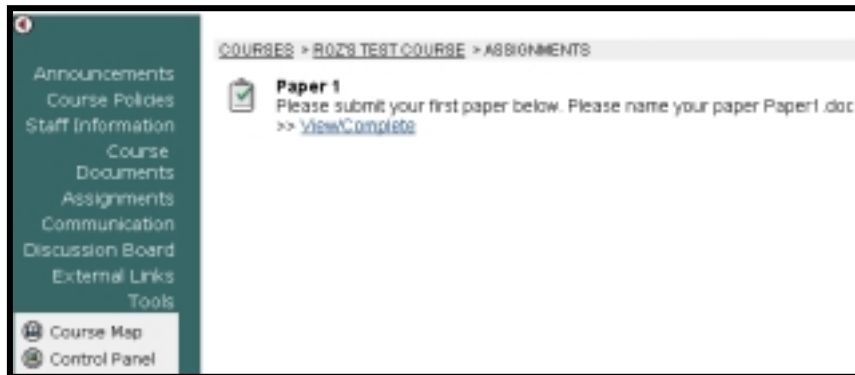 COURSES > ROZ'S TEST COURSE > ASSIGNMENTS
Paper 1
Please submit your first paper below. Please name your paper Paper1.doc
>> View/Complete
Announcements
Course Policies
Staff Information
Course
Documents
Assignments
Communication
Discussion Board
External Links
Tools
Course Map
Control Panel